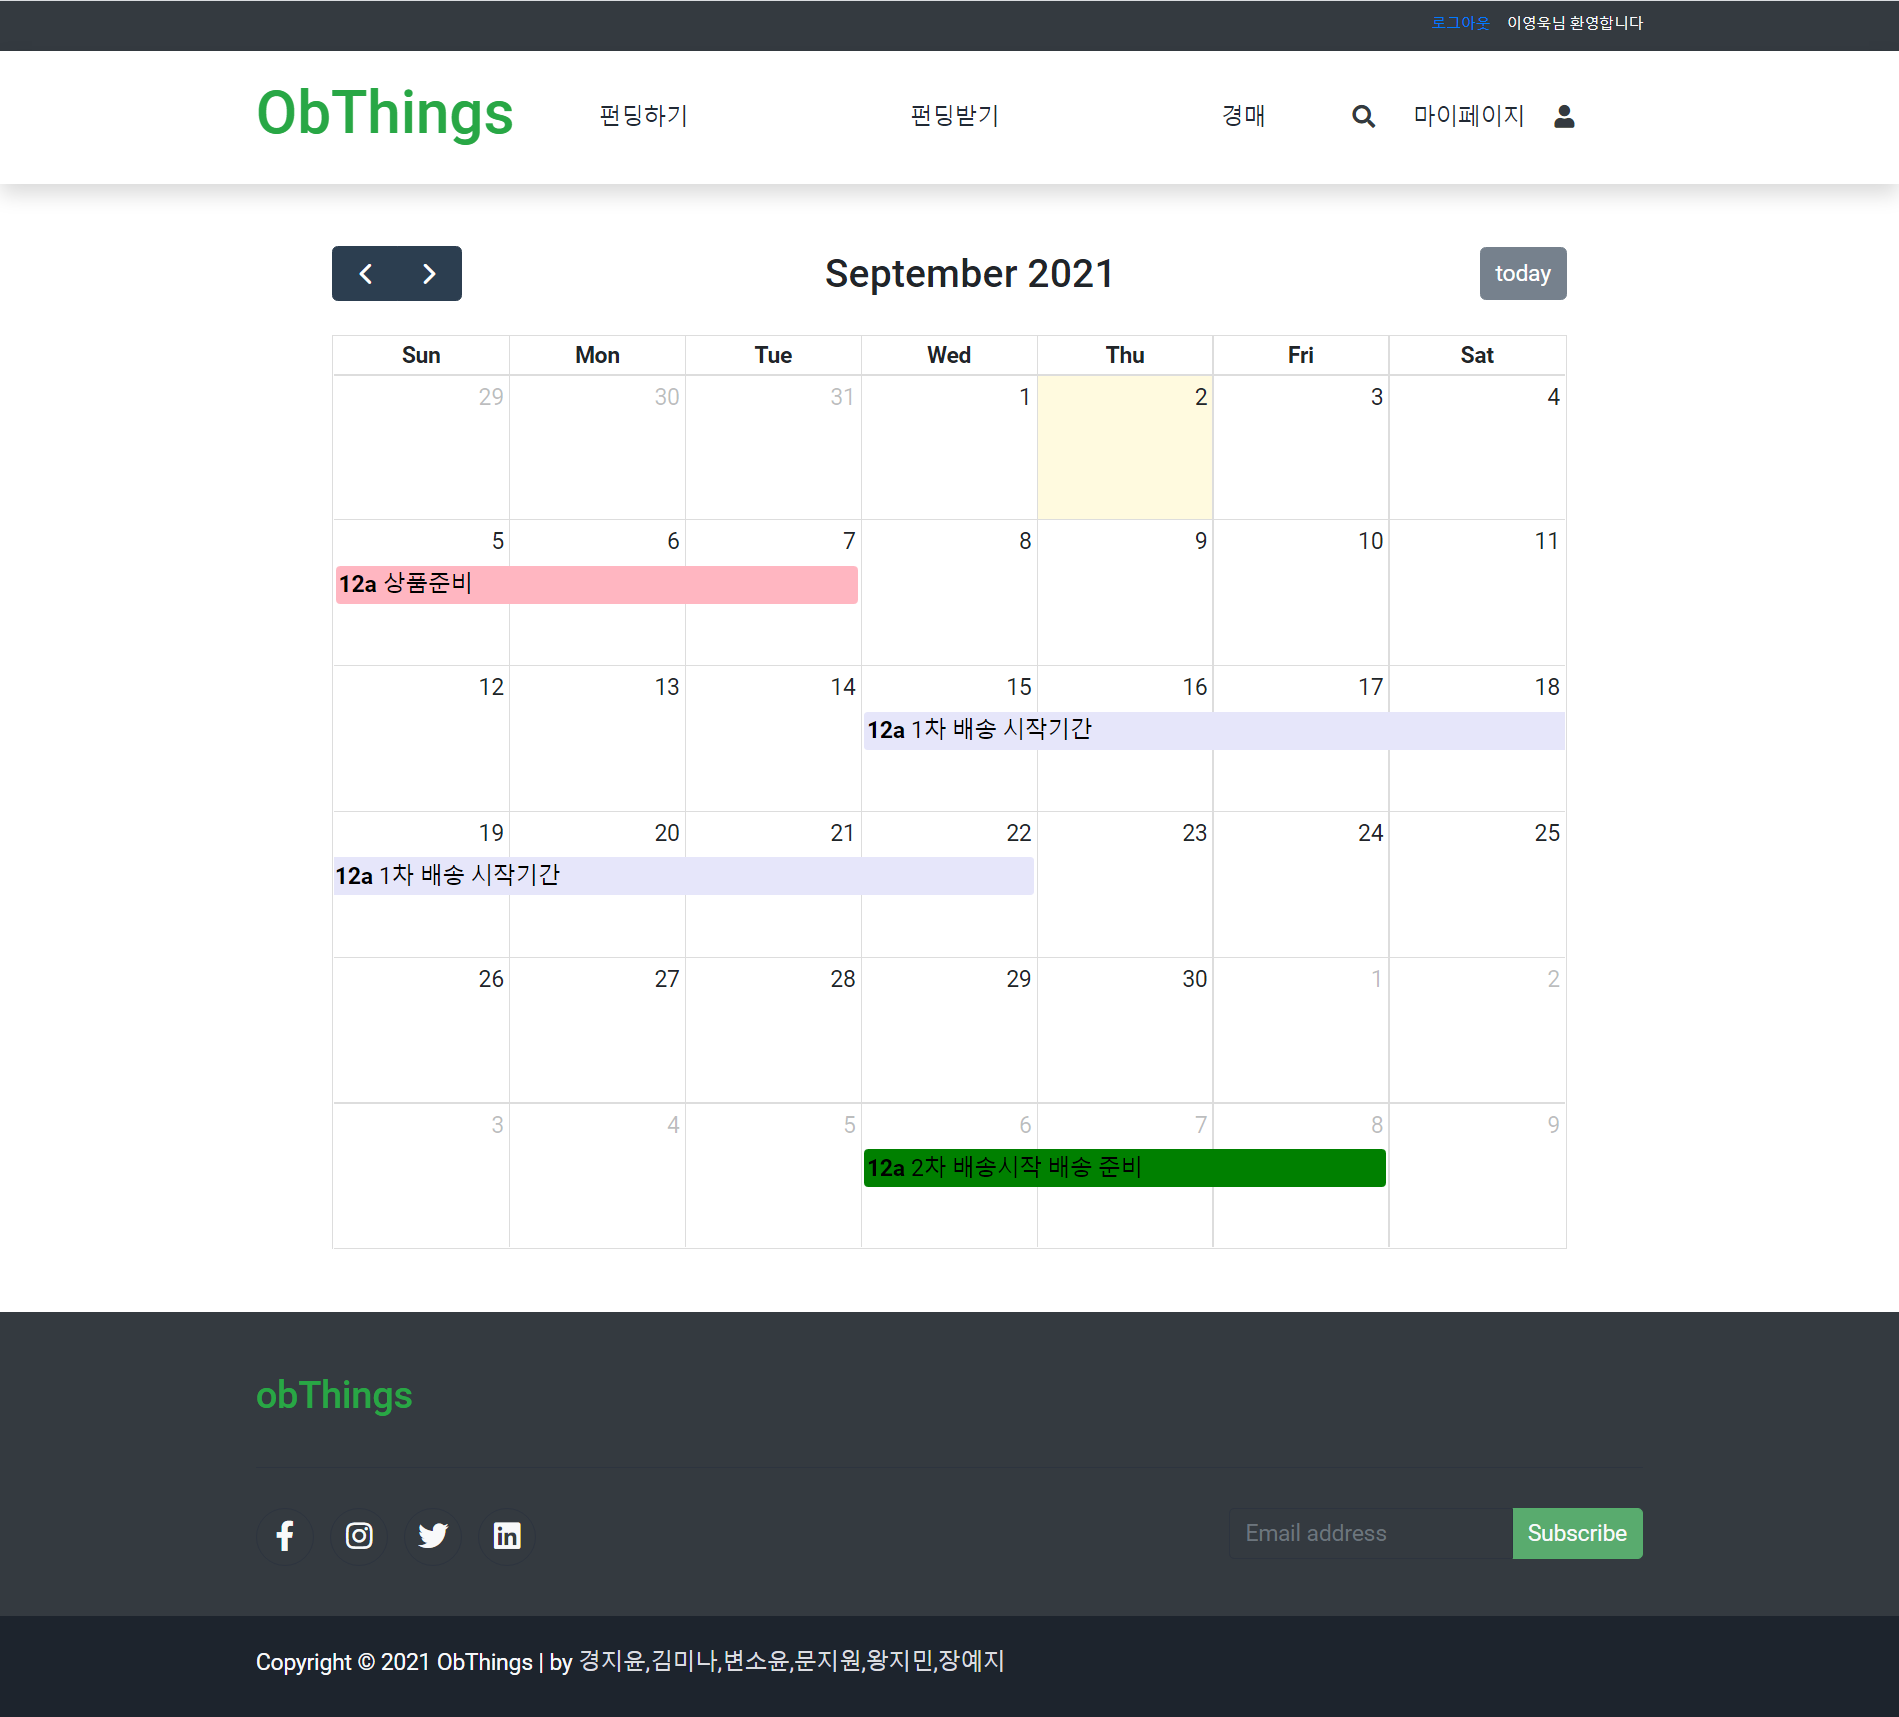 로그아웃 이영욱님 환영합니다
ObThings 펀딩하기 펀딩받기 경매 마이페이지
September 2021 today
Sun Mon Tue Wed Thu Fri Sat
29 30 31 1 2 3 4
5 6 7 8 9 10 11
12a 상품준비
12 13 14 15 16 17 18
12a 1차 배송 시작기간
19 20 21 22 23 24 25
12a 1차 배송 시작기간
26 27 28 29 30 1 2
3 4 5 6 7 8 9
12a 2차 배송시작 배송 준비
obThings
Email address Subscribe
Copyright © 2021 ObThings | by 경지윤,김미나,변소윤,문지원,왕지민,장예지